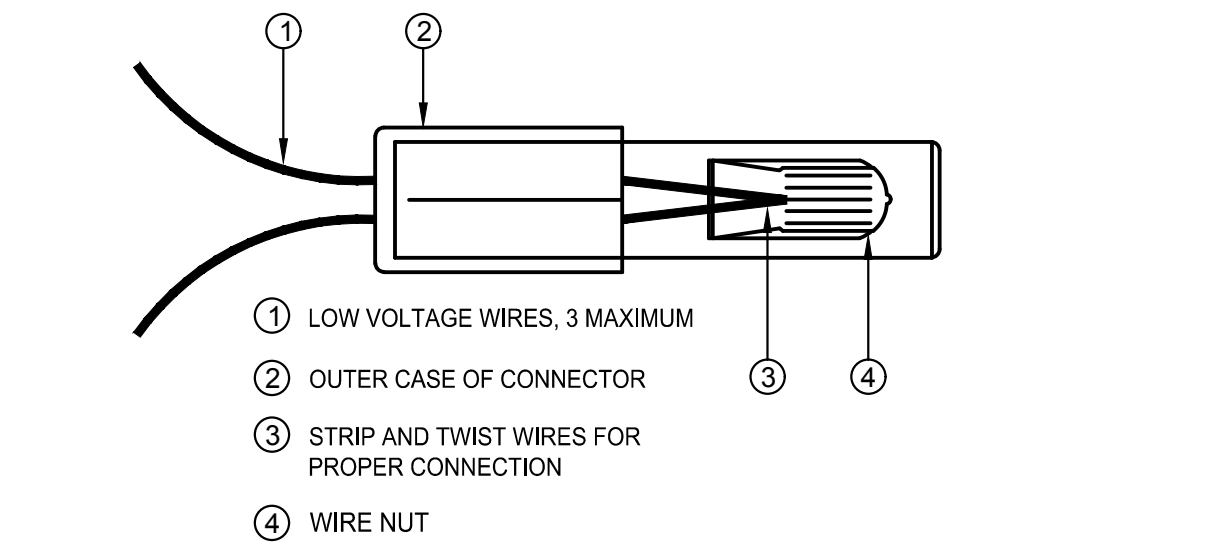 1 2
3 4
1 LOW VOLTAGE WIRES, 3 MAXIMUM
2 OUTER CASE OF CONNECTOR
3 STRIP AND TWIST WIRES FOR
PROPER CONNECTION
4 WIRE NUT